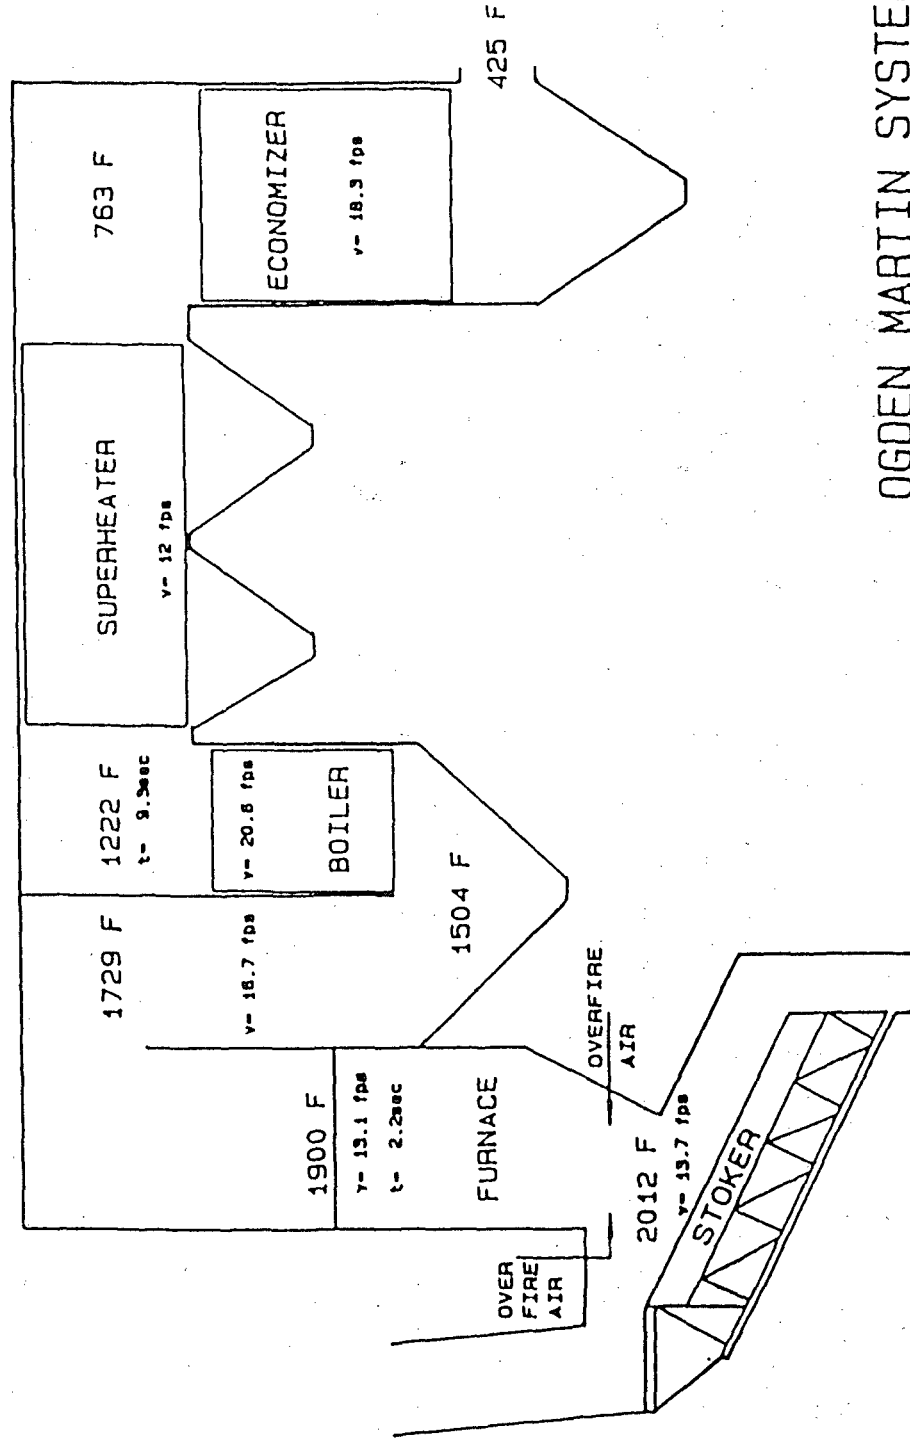 763 F
425 F
ECONOMIZER
v- 18.3 fps
SUPERHEATER
v- 12 fps
1222 F
t- 9.3sec
v- 20.8 fps
BOILER
1729 F
v- 16.7 fps
1504 F
1900 F
v- 13.1 fps
t- 2.2sec
FURNACE
OVERFIRE
AIR
OVER
FIRE
AIR
2012 F
v- 13.7 fps
STOKER
OGDEN MARTIN SYSTE